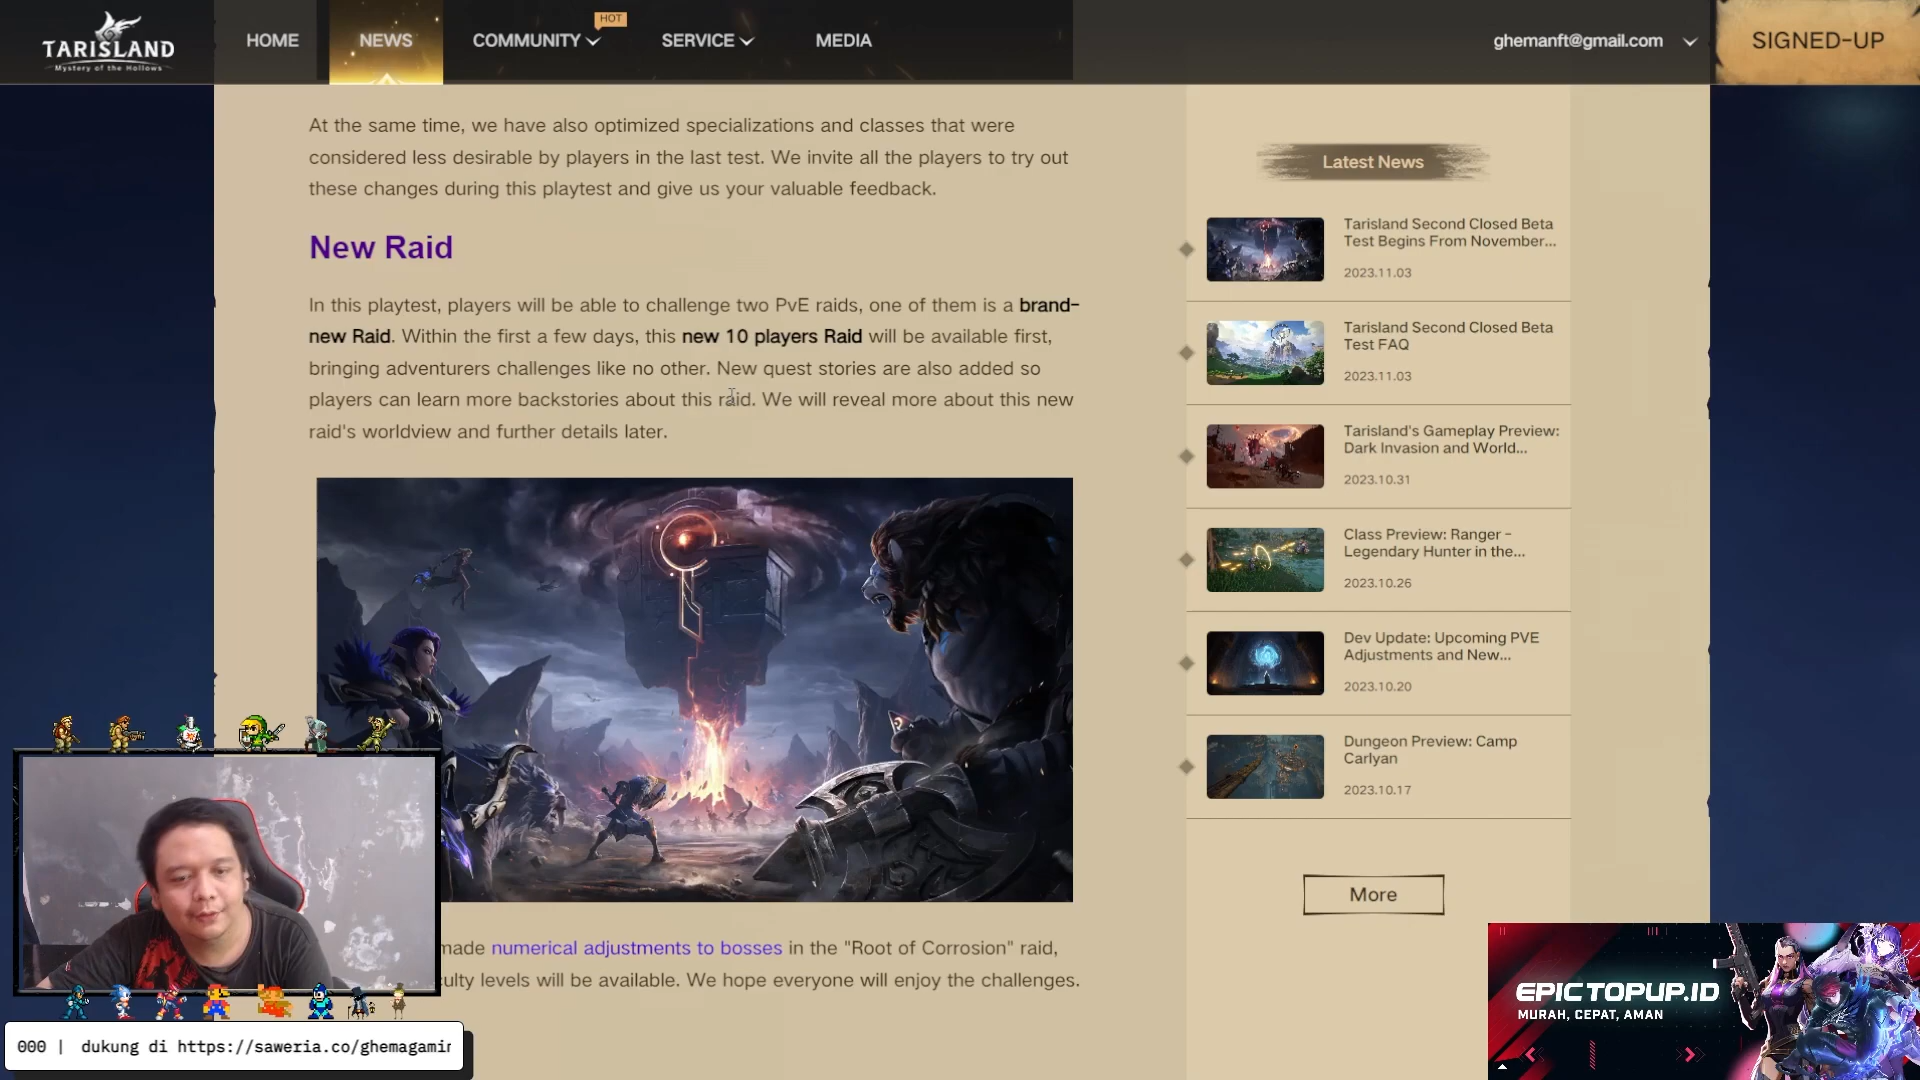 TARISLAND
Mystery of the Hollows
HOME
NEWS
COMMUNITY
HOT
SERVICE
MEDIA
ghemanft@gmail.com
SIGNED-UP
At the same time, we have also optimized specializations and classes that were
considered less desirable by players in the last test. We invite all the players to try out
these changes during this playtest and give us your valuable feedback.
New Raid
In this playtest, players will be able to challenge two PvE raids, one of them is a brand-
new Raid. Within the first a few days, this new 10 players Raid will be available first,
bringing adventurers challenges like no other. New quest stories are also added so
players can learn more backstories about this raid. We will reveal more about this new
raid's worldview and further details later.
made numerical adjustments to bosses in the "Root of Corrosion" raid,
culty levels will be available. We hope everyone will enjoy the challenges.
Latest News
Tarisland Second Closed Beta
Test Begins From November...
2023.11.03
Tarisland Second Closed Beta
Test FAQ
2023.11.03
Tarisland's Gameplay Preview:
Dark Invasion and World...
2023.10.31
Class Preview: Ranger -
Legendary Hunter in the...
2023.10.26
Dev Update: Upcoming PVE
Adjustments and New...
2023.10.20
Dungeon Preview: Camp
Carlyan
2023.10.17
More
000 | dukung di https://saweria.co/ghemagamin
EPICTOPUP.ID
MURAH, CEPAT, AMAN